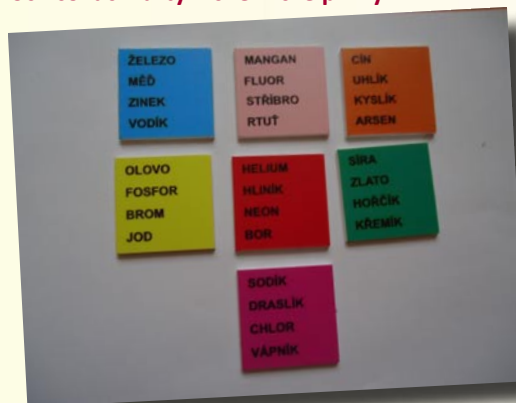 ŽELEZO
MĚĎ
ZINEK
VODÍK
MANGAN
FLUOR
STŘÍBRO
RTUŤ
CÍN
UHLÍK
KYSLÍK
ARSEN
OLOVO
FOSFOR
BROM
JOD
HELIUM
HLINÍK
NEON
BOR
SÍRA
ZLATO
HOŘČÍK
KŘEMÍK
SODÍK
DRASLÍK
CHLOR
VÁPNÍK